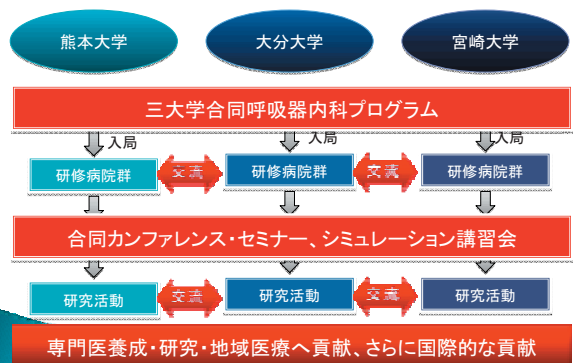 熊本大学 大分大学 宮崎大学
三大学合同呼吸器内科プログラム
入局 入局 入局
研修病院群 交流 研修病院群 交流 研修病院群
合同カンファレンス・セミナー、シミュレーション講習会
研究活動 交流 研究活動 交流 研究活動
専門医養成・研究・地域医療へ貢献、さらに国際的な貢献